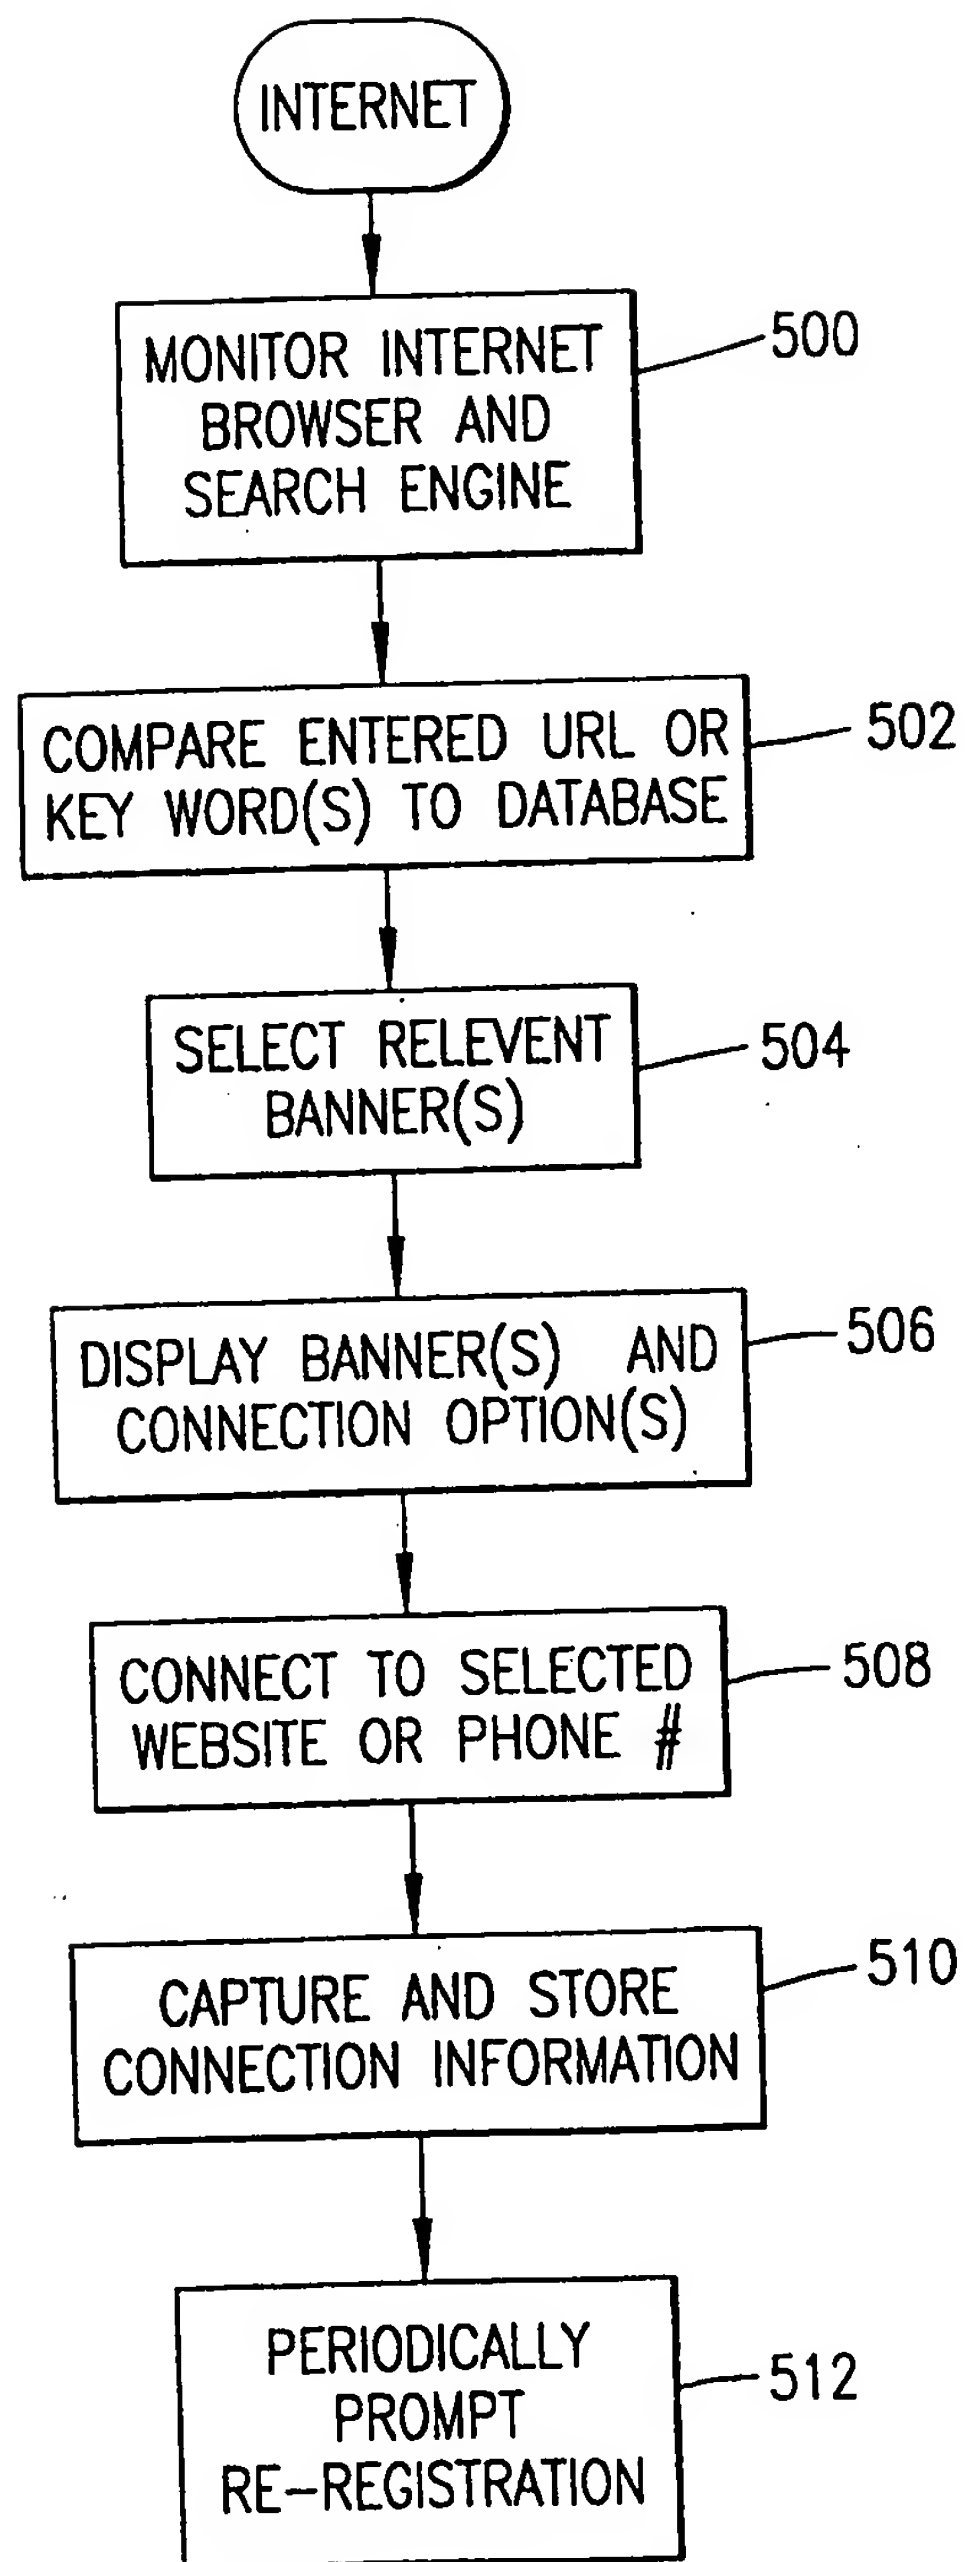 INTERNET
MONITOR INTERNET
BROWSER AND
SEARCH ENGINE
500
COMPARE ENTERED URL OR
KEY WORD(S) TO DATABASE
502
SELECT RELEVENT
BANNER(S)
504
DISPLAY BANNER(S) AND
CONNECTION OPTION(S)
506
CONNECT TO SELECTED
WEBSITE OR PHONE #
508
CAPTURE AND STORE
CONNECTION INFORMATION
510
PERIODICALLY
PROMPT
RE-REGISTRATION
512